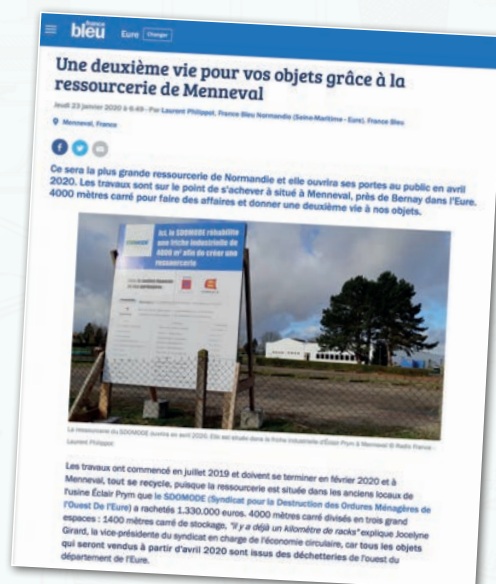 france
bleu
Eure Changer
Une deuxième vie pour vos objets grâce à la
ressourcerie de Menneval
Jeudi 23 janvier 2020 à 6:49 - Par Laurent Philippot, France Bleu Normandie (Seine-Maritime - Eure), France Bleu
Menneval, France
Ce sera la plus grande ressourcerie de Normandie et elle ouvrira ses portes au public en avril
2020. Les travaux sont sur le point de s'achever à situé à Menneval, près de Bernay dans l'Eure.
4000 mètres carré pour faire des affaires et donner une deuxième vie à nos objets.
SDOMODE
Ici, le SDOMODE réhabilite
une friche industrielle de
4000 m² afin de créer une
ressourcerie
La ressourcerie du SDOMODE ouvrira en avril 2020. Elle est située dans la friche industrielle d'Éclair Prym à Menneval © Radio France -
Laurent Philippot
Les travaux ont commencé en juillet 2019 et doivent se terminer en février 2020 et à
Menneval, tout se recycle, puisque la ressourcerie est située dans les anciens locaux de
l'usine Éclair Prym que le SDOMODE (Syndicat pour la Destruction des Ordures Ménagères de
l'Ouest De l'Eure) a rachetés 1.330.000 euros. 4000 mètres carré divisés en trois grand
espaces : 1400 mètres carré de stockage, "il y a déjà un kilomètre de racks" explique Jocelyne
Girard, la vice-présidente du syndicat en charge de l'économie circulaire, car tous les objets
qui seront vendus à partir d'avril 2020 sont issus des déchetteries de l'ouest du
département de l'Eure.